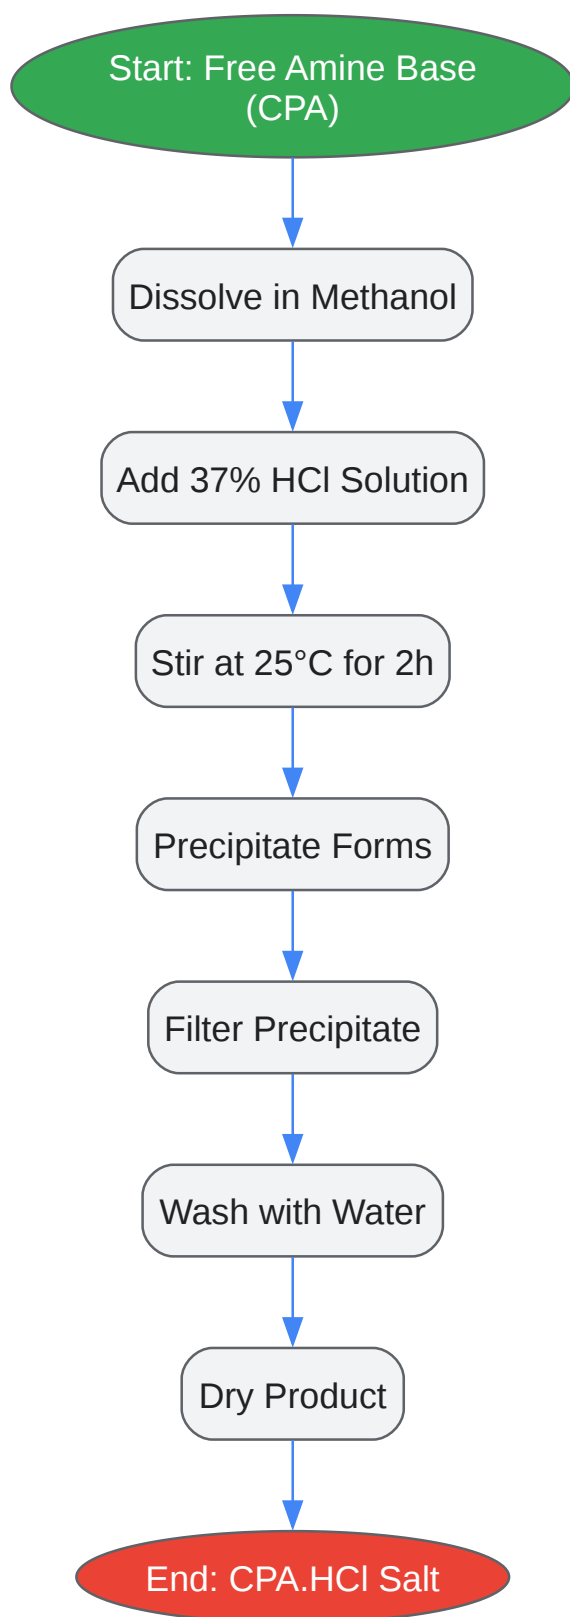 Start: Free Amine Base
(CPA)
Dissolve in Methanol
Add 37% HCl Solution
Stir at 25°C for 2h
Precipitate Forms
Filter Precipitate
Wash with Water
Dry Product
End: CPA.HCl Salt